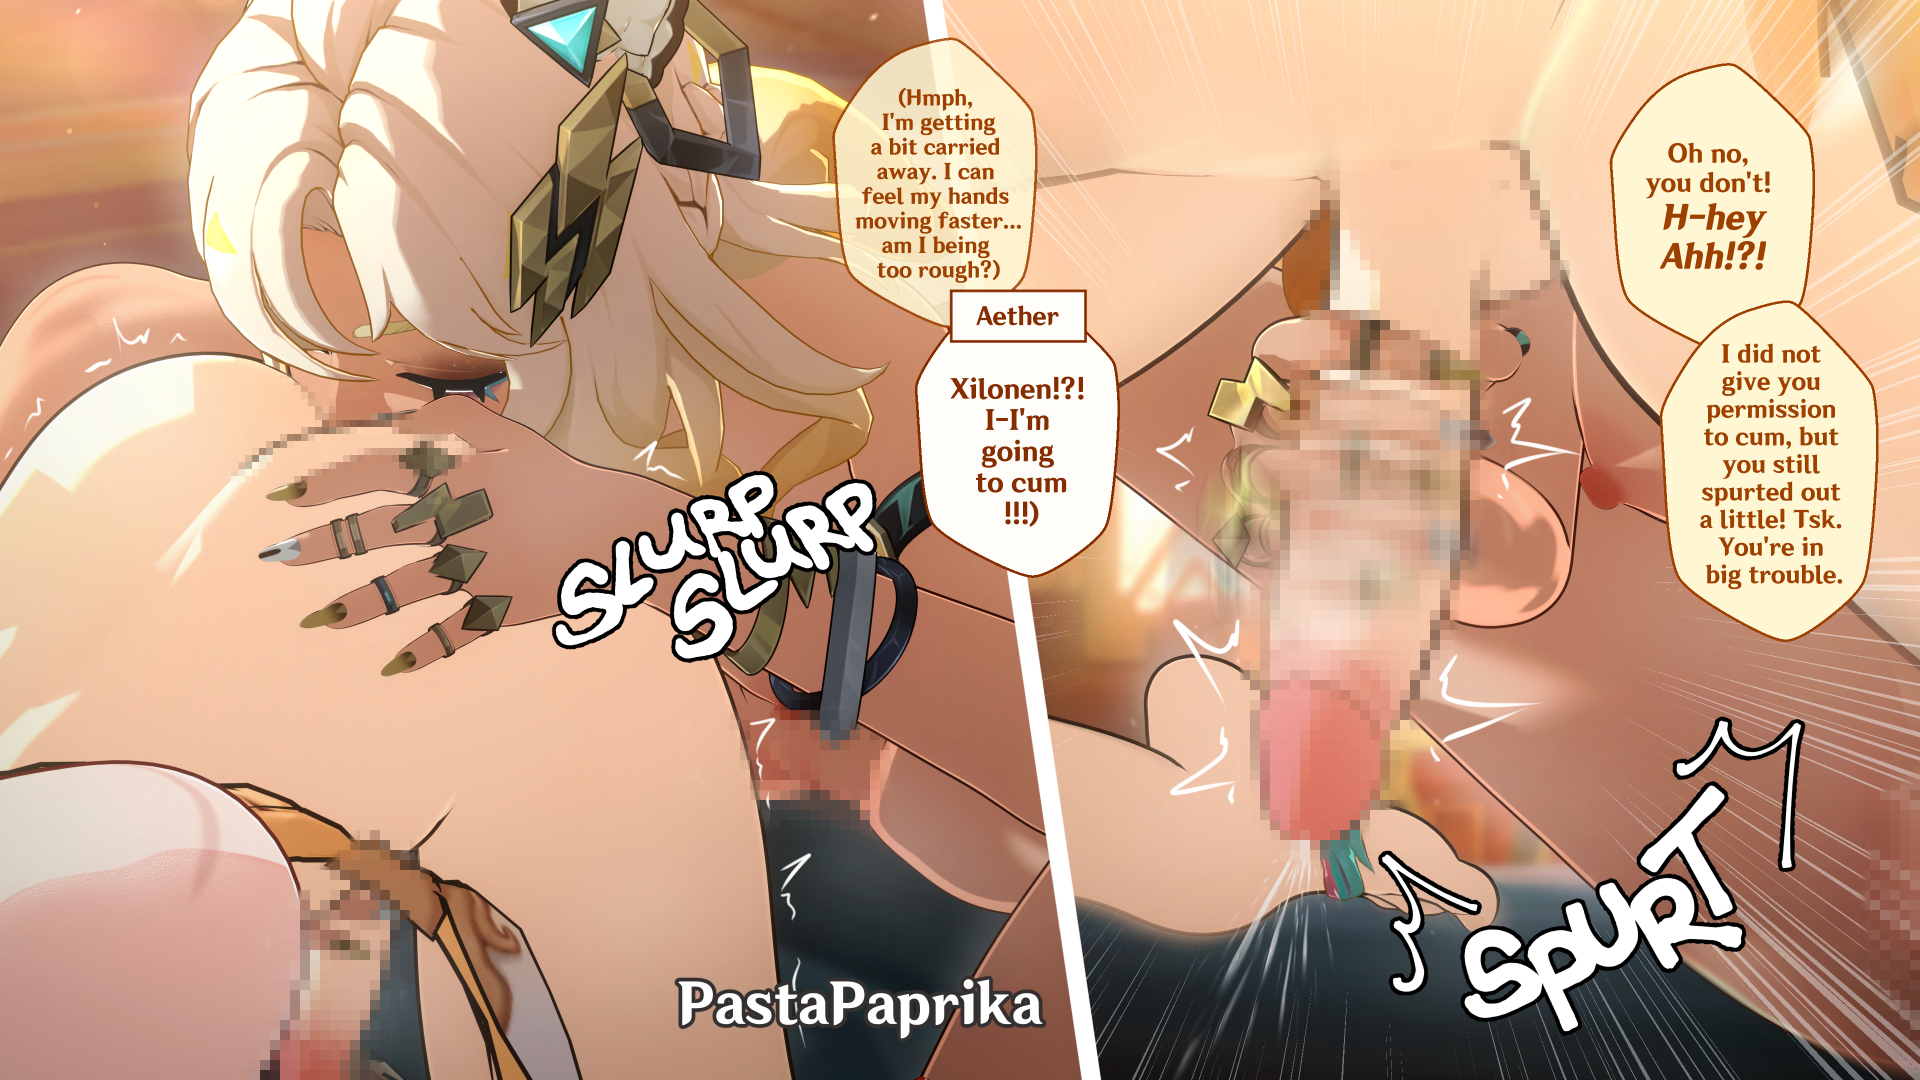 (Hmph,
I'm getting
a bit carried
away. I can
feel my hands
moving faster...
am I being
too rough?)
Aether
Xilonen!?!
I-I'm
going
to cum
!!!)
SLURP
SLURP
Oh no,
you don't!
H-hey
Ahh!?!
I did not
give you
permission
to cum, but
you still
spurted out
a little! Tsk.
You're in
big trouble.
SPURT
PastaPaprika